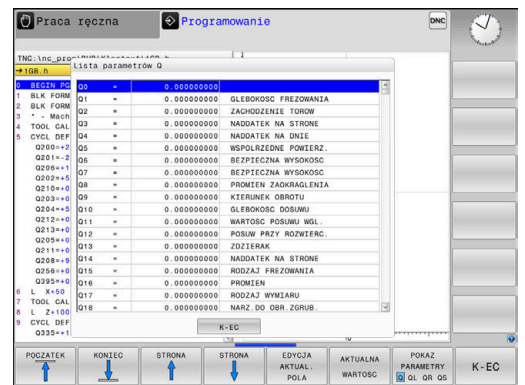 Praca ręczna
Programowanie
DNC
TNC:\nc_pro
→1GB.h
Lista parametrów Q
0 BEGIN PG
1 BLK FORM
2 BLK FORM
3 * - Mach
4 TOOL CAL
5 CYCL DEF
Q200=+2
Q201=-2
Q206=+1
Q202=+5
Q210=+0
Q203=+0
Q204=+5
Q212=+0
Q213=+0
Q205=+0
Q211=+0
Q208=+9
Q256=+0
Q395=+0
6 L X+50
7 TOOL CAL
8 L Z+100
9 CYCL DEF
Q335=+1
Q0 = 0.000000000
Q1 = 0.000000000 GLEBOKOSC FREZOWANIA
Q2 = 0.000000000 ZACHODZENIE TOROW
Q3 = 0.000000000 NADDATEK NA STRONE
Q4 = 0.000000000 NADDATEK NA DNIE
Q5 = 0.000000000 WSPOLRZEDNE POWIERZ.
Q6 = 0.000000000 BEZPIECZNA WYSOKOSC
Q7 = 0.000000000 BEZPIECZNA WYSOKOSC
Q8 = 0.000000000 PROMIEN ZAOKRAGLENIA
Q9 = 0.000000000 KIERUNEK OBROTU
Q10 = 0.000000000 GLEBOKOSC DOSUWU
Q11 = 0.000000000 WARTOSC POSUWU WGL.
Q12 = 0.000000000 POSUW PRZY ROZWIERC.
Q13 = 0.000000000 ZDZIERAK
Q14 = 0.000000000 NADDATEK NA STRONE
Q15 = 0.000000000 RODZAJ FREZOWANIA
Q16 = 0.000000000 PROMIEN
Q17 = 0.000000000 RODZAJ WYMIARU
Q18 = 0.000000000 NARZ.DO OBR.ZGRUB.
K-EC
POCZATEK
KONIEC
STRONA
STRONA
EDYCJA
AKTUAL.
POLA
AKTUALNA
WARTOSC
POKAZ
PARAMETRY
Q QL QR QS
K-EC